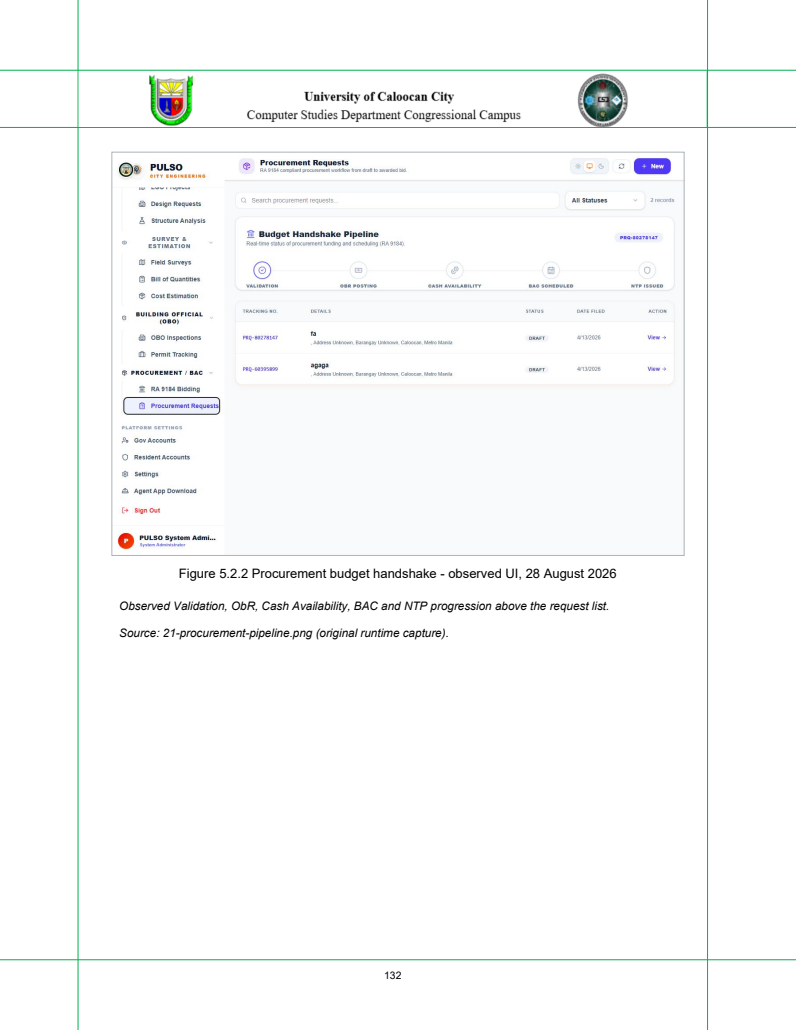 University of Caloocan City
Computer Studies Department Congressional Campus
PULSO
CITY ENGINEERING
Design Requests
Structure Analysis
SURVEY & ESTIMATION
Field Surveys
Bill of Quantities
Cost Estimation
BUILDING OFFICIAL (OBO)
OBO Inspections
Permit Tracking
PROCUREMENT / BAC
RA 9184 Bidding
Procurement Requests
PLATFORM SETTINGS
Gov Accounts
Resident Accounts
Settings
Agent App Download
Sign Out
P
PULSO System Admi...
System Administrator
Procurement Requests
RA 9184 compliant procurement workflow from draft to awarded bid.
+ New
Search procurement requests...
All Statuses
2 records
Budget Handshake Pipeline
Real-time status of procurement funding and scheduling (RA 9184).
PRQ-80278147
VALIDATION
OBR POSTING
CASH AVAILABILITY
BAC SCHEDULED
NTP ISSUED
TRACKING NO. DETAILS STATUS DATE FILED ACTION
PRQ-80278147 fa DRAFT 4/13/2026 View →
, Address Unknown, Barangay Unknown, Caloocan, Metro Manila
PRQ-60395899 agaga DRAFT 4/13/2026 View →
, Address Unknown, Barangay Unknown, Caloocan, Metro Manila
Figure 5.2.2 Procurement budget handshake - observed UI, 28 August 2026
Observed Validation, ObR, Cash Availability, BAC and NTP progression above the request list.
Source: 21-procurement-pipeline.png (original runtime capture).
132